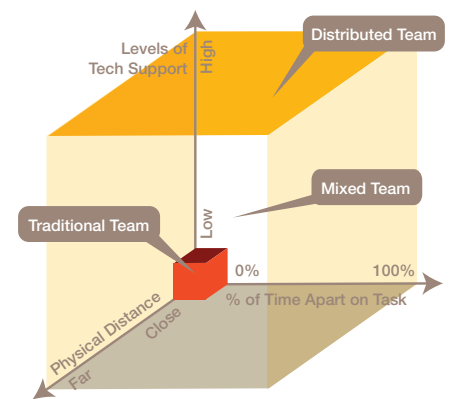 Distributed Team
Levels of
Tech Support
High
Mixed Team
Traditional Team
Low
0%
100%
% of Time Apart on Task
Physical Distance
Close
Far